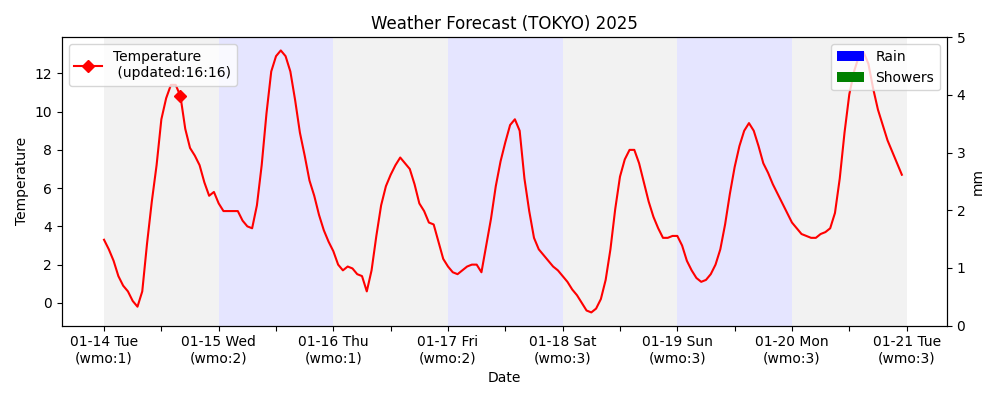 Weather Forecast (TOKYO) 2025
Temperature
(updated:16:16)
Rain
Showers
12
10
8
6
4
2
0
Temperature
5
4
3
2
1
0
mm
01-14 Tue
(wmo:1)
01-15 Wed
(wmo:2)
01-16 Thu
(wmo:1)
01-17 Fri
(wmo:2)
01-18 Sat
(wmo:3)
01-19 Sun
(wmo:3)
01-20 Mon
(wmo:3)
01-21 Tue
(wmo:3)
Date